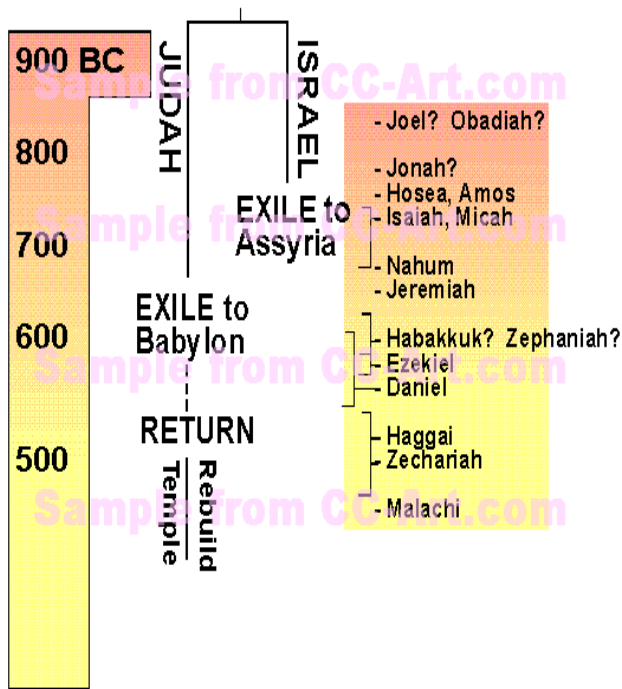 900 BC
800
700
600
500
JUDAH
ISRAEL
EXILE to
Assyria
EXILE to
Babylon
RETURN
Rebuild
Temple
- Joel? Obadiah?
- Jonah?
- Hosea, Amos
- Isaiah, Micah
- Nahum
- Jeremiah
- Habakkuk? Zephaniah?
- Ezekiel
- Daniel
- Haggai
- Zechariah
- Malachi
Sample from CC-Art.com
Sample from CC-Art.com
Sample from CC-Art.com
Sample from CC-Art.com